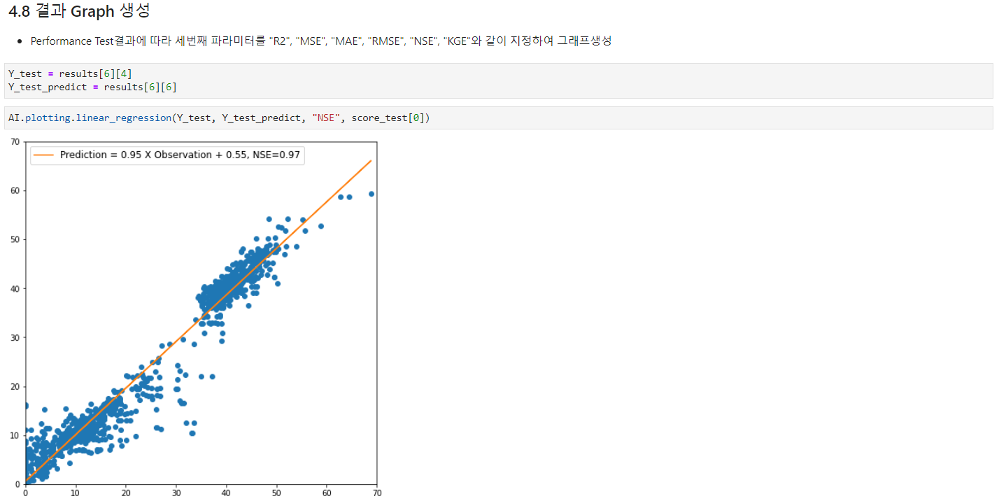 4.8 결과 Graph 생성
• Performance Test결과에 따라 세번째 파라미터를 "R2", "MSE", "MAE", "RMSE", "NSE", "KGE"와 같이 지정하여 그래프생성
Y_test = results[6][4]
Y_test_predict = results[6][6]
AI.plotting.linear_regression(Y_test, Y_test_predict, "NSE", score_test[0])
Prediction = 0.95 X Observation + 0.55, NSE=0.97
70
60
50
40
30
20
10
0
0 10 20 30 40 50 60 70